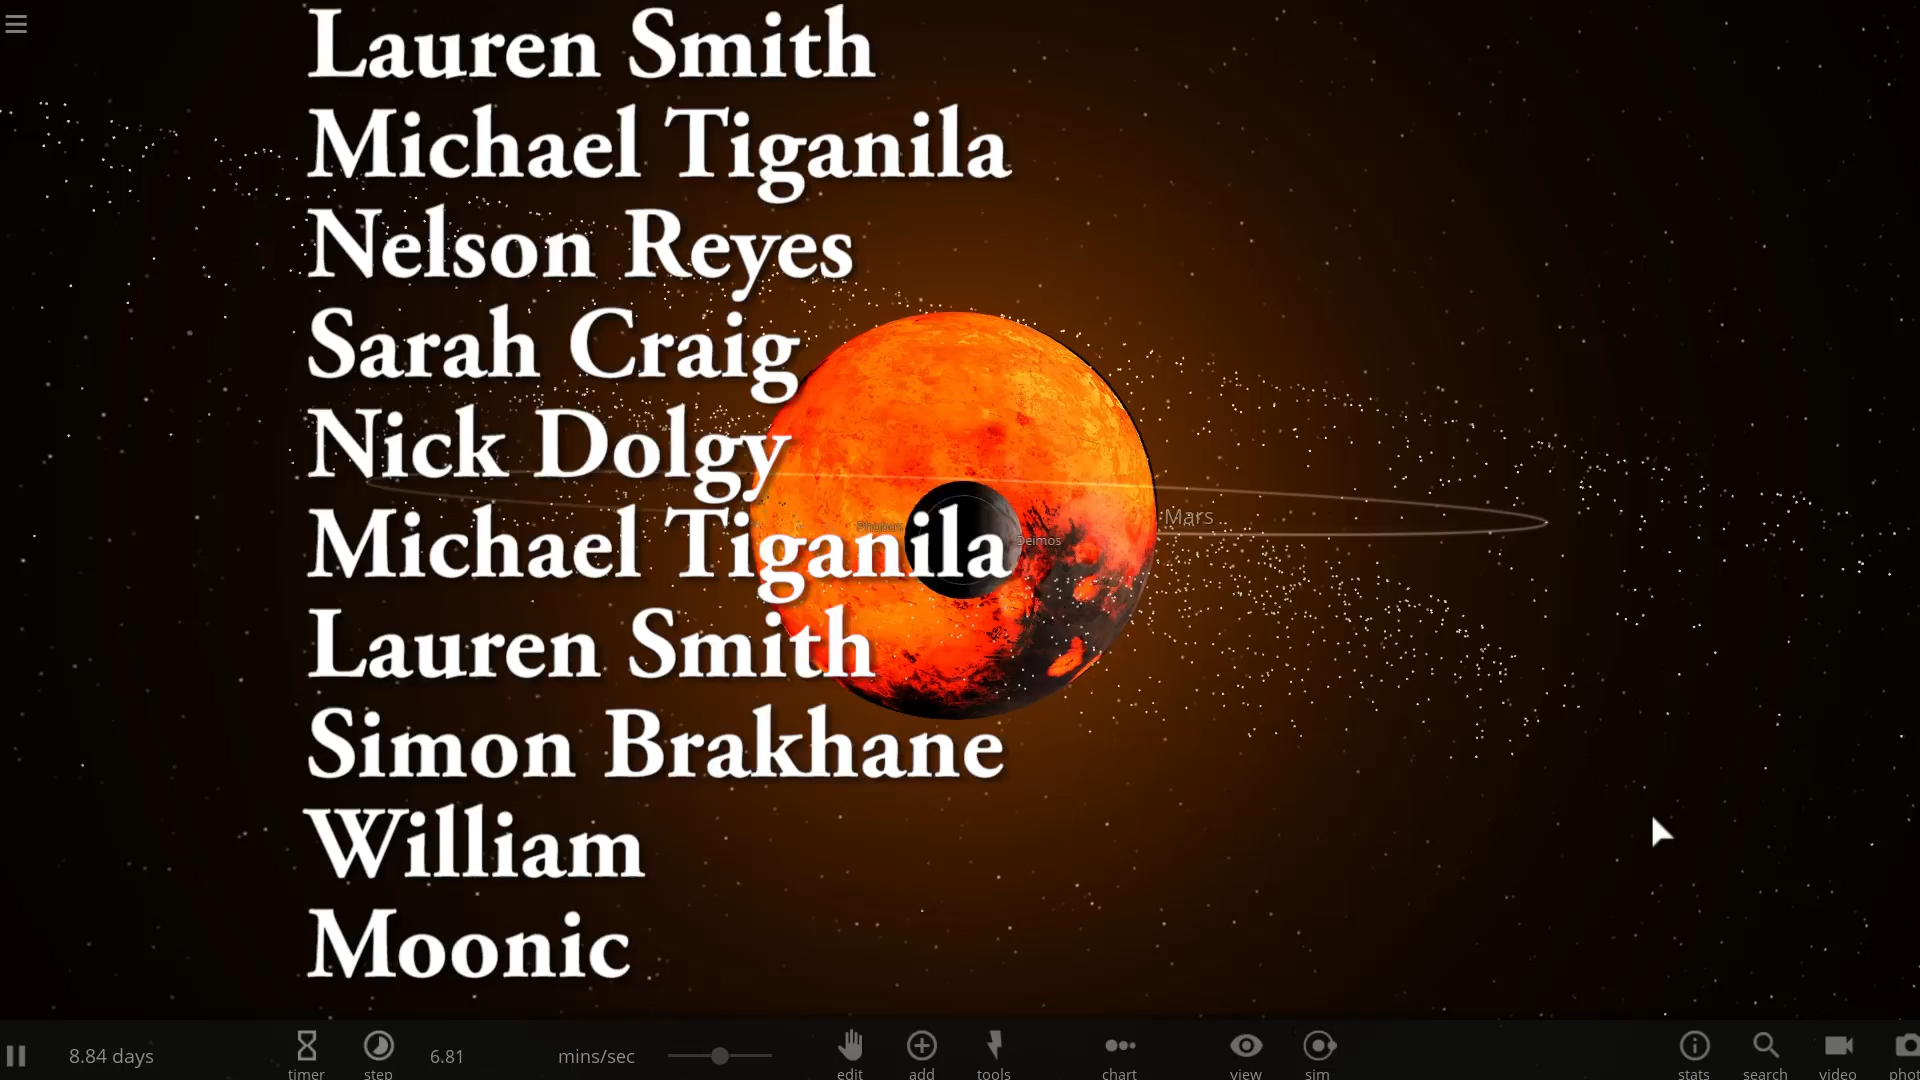 Lauren Smith
Michael Tiganila
Nelson Reyes
Sarah Craig
Nick Dolgy
Mars
Phobos
Deimos
Michael Tiganila
Lauren Smith
Simon Brakhane
William
Moonic
8.84 days
timer
step
6.81
mins/sec
edit
add
tools
chart
view
sim
stats
search
video
phot